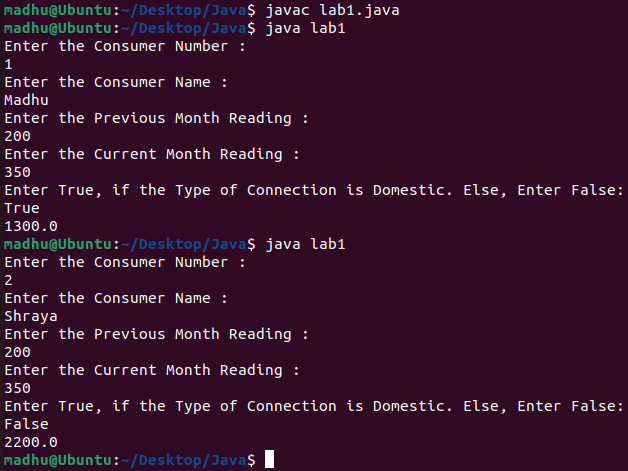 madhu@Ubuntu:~/Desktop/Java$ javac lab1.java
madhu@Ubuntu:~/Desktop/Java$ java lab1
Enter the Consumer Number :
1
Enter the Consumer Name :
Madhu
Enter the Previous Month Reading :
200
Enter the Current Month Reading :
350
Enter True, if the Type of Connection is Domestic. Else, Enter False:
True
1300.0
madhu@Ubuntu:~/Desktop/Java$ java lab1
Enter the Consumer Number :
2
Enter the Consumer Name :
Shraya
Enter the Previous Month Reading :
200
Enter the Current Month Reading :
350
Enter True, if the Type of Connection is Domestic. Else, Enter False:
False
2200.0
madhu@Ubuntu:~/Desktop/Java$